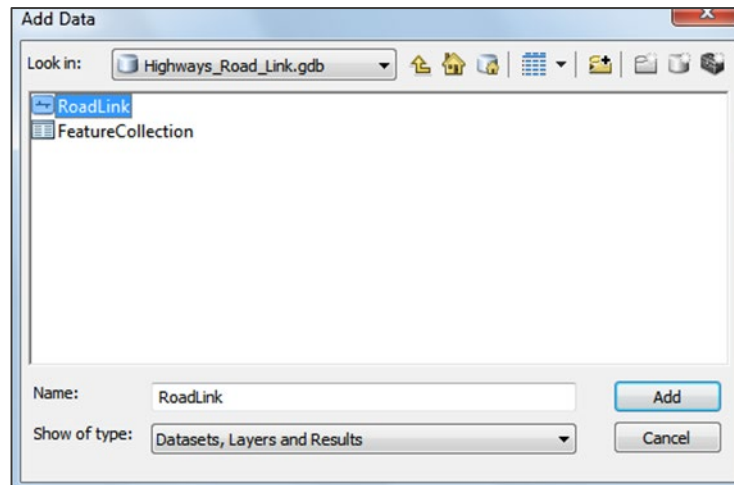 Add Data
Look in: Highways_Road_Link.gdb
RoadLink
FeatureCollection
Name: RoadLink Add
Show of type: Datasets, Layers and Results Cancel